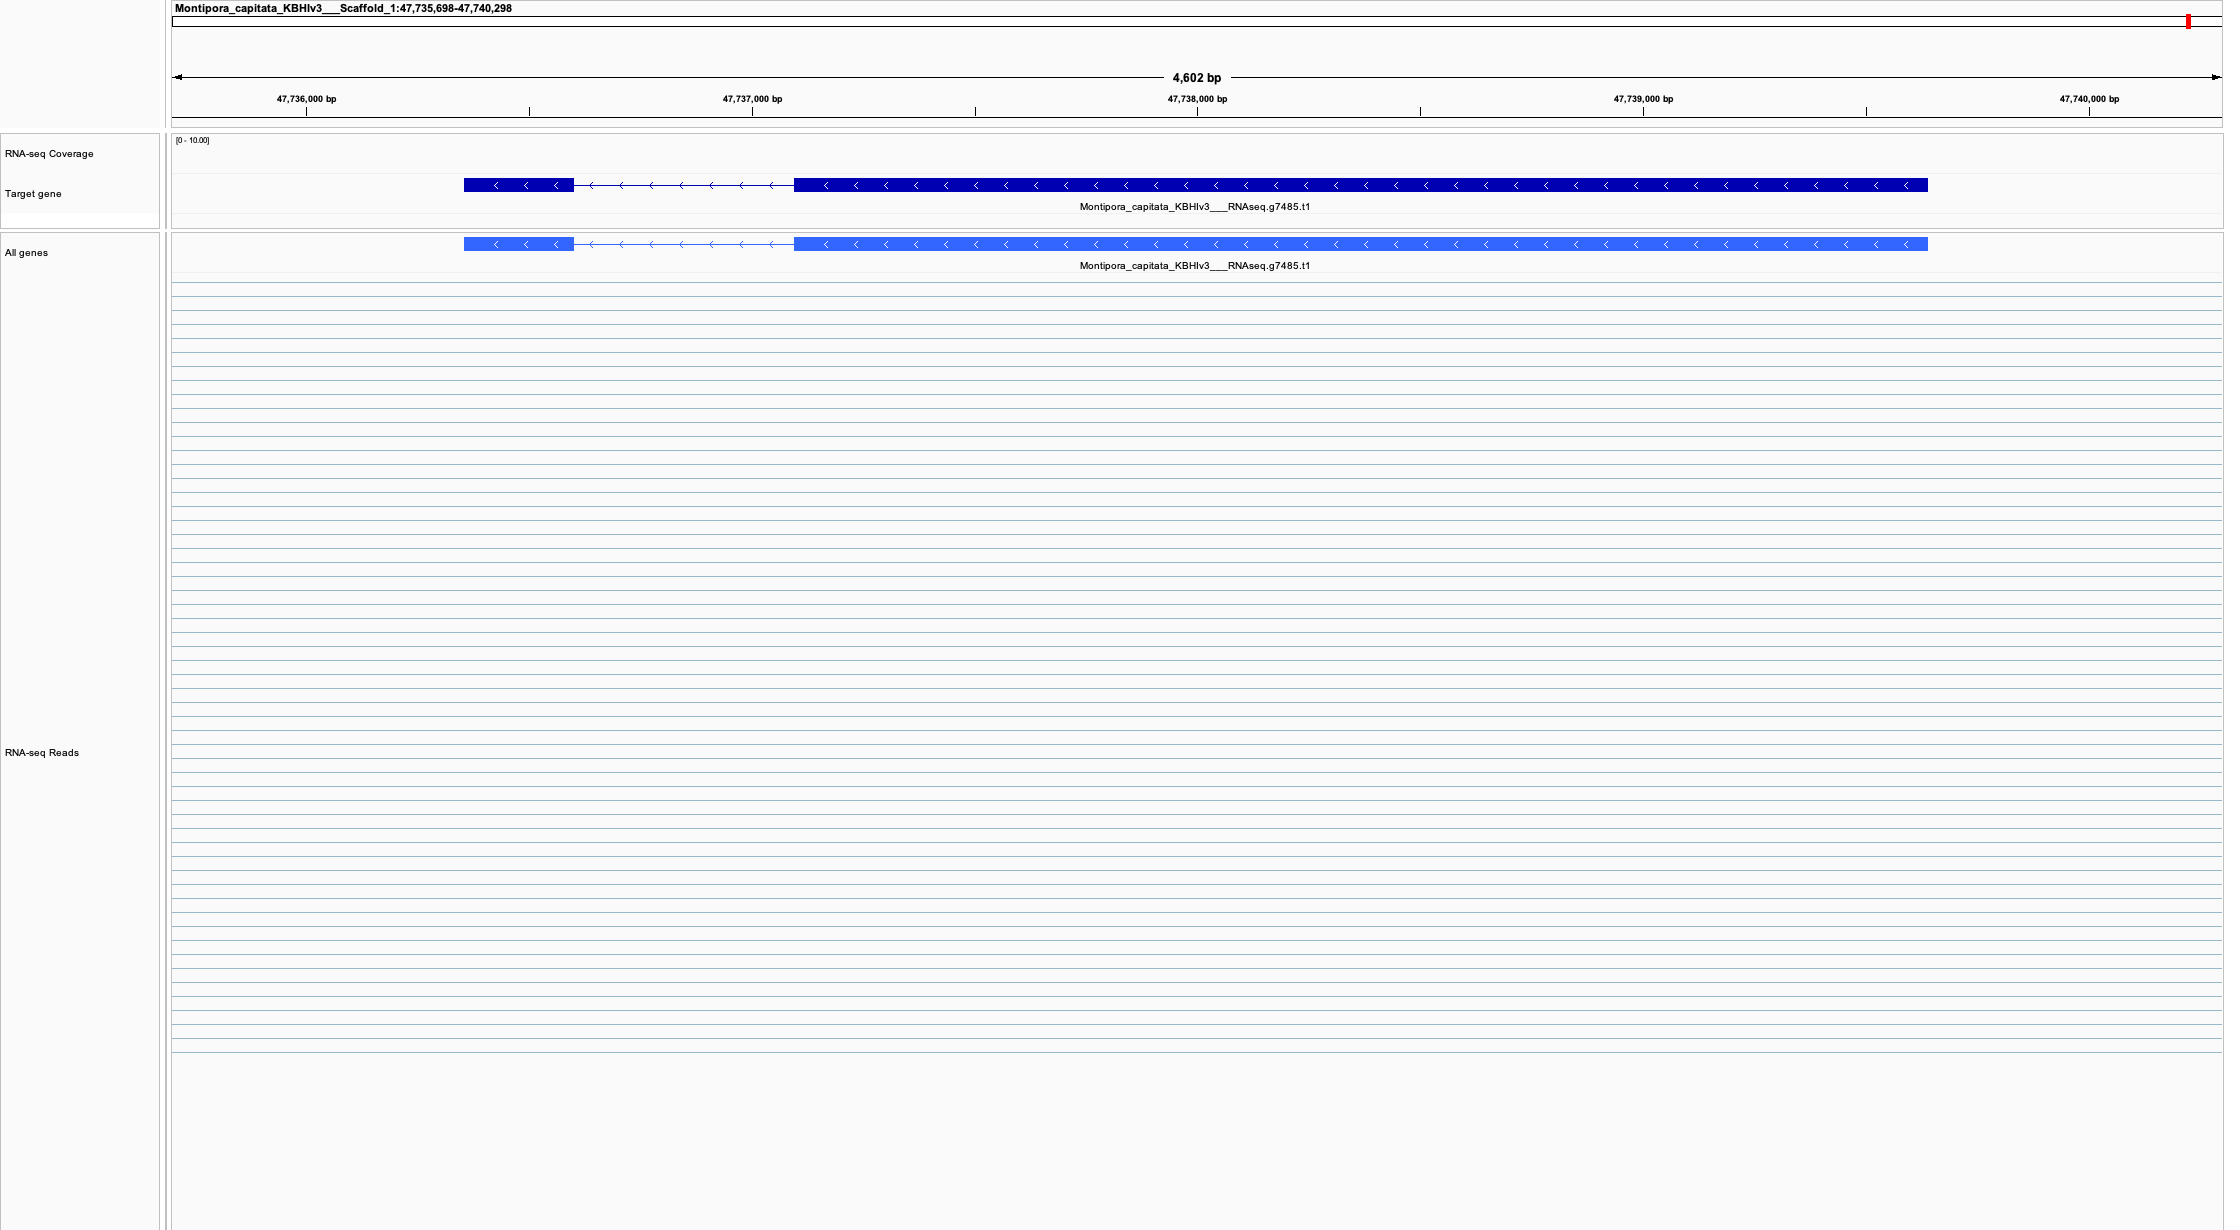 Montipora_capitata_KBHIv3___Scaffold_1:47,735,698-47,740,298
4,602 bp
47,736,000 bp 47,737,000 bp 47,738,000 bp 47,739,000 bp 47,740,000 bp
[0 - 10.00]
RNA-seq Coverage
Target gene
Montipora_capitata_KBHIv3___RNAseq.g7485.t1
All genes
Montipora_capitata_KBHIv3___RNAseq.g7485.t1
RNA-seq Reads